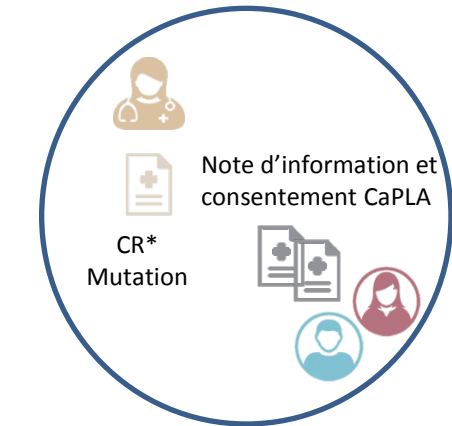 Note d’information et
consentement CaPLA
CR*
Mutation